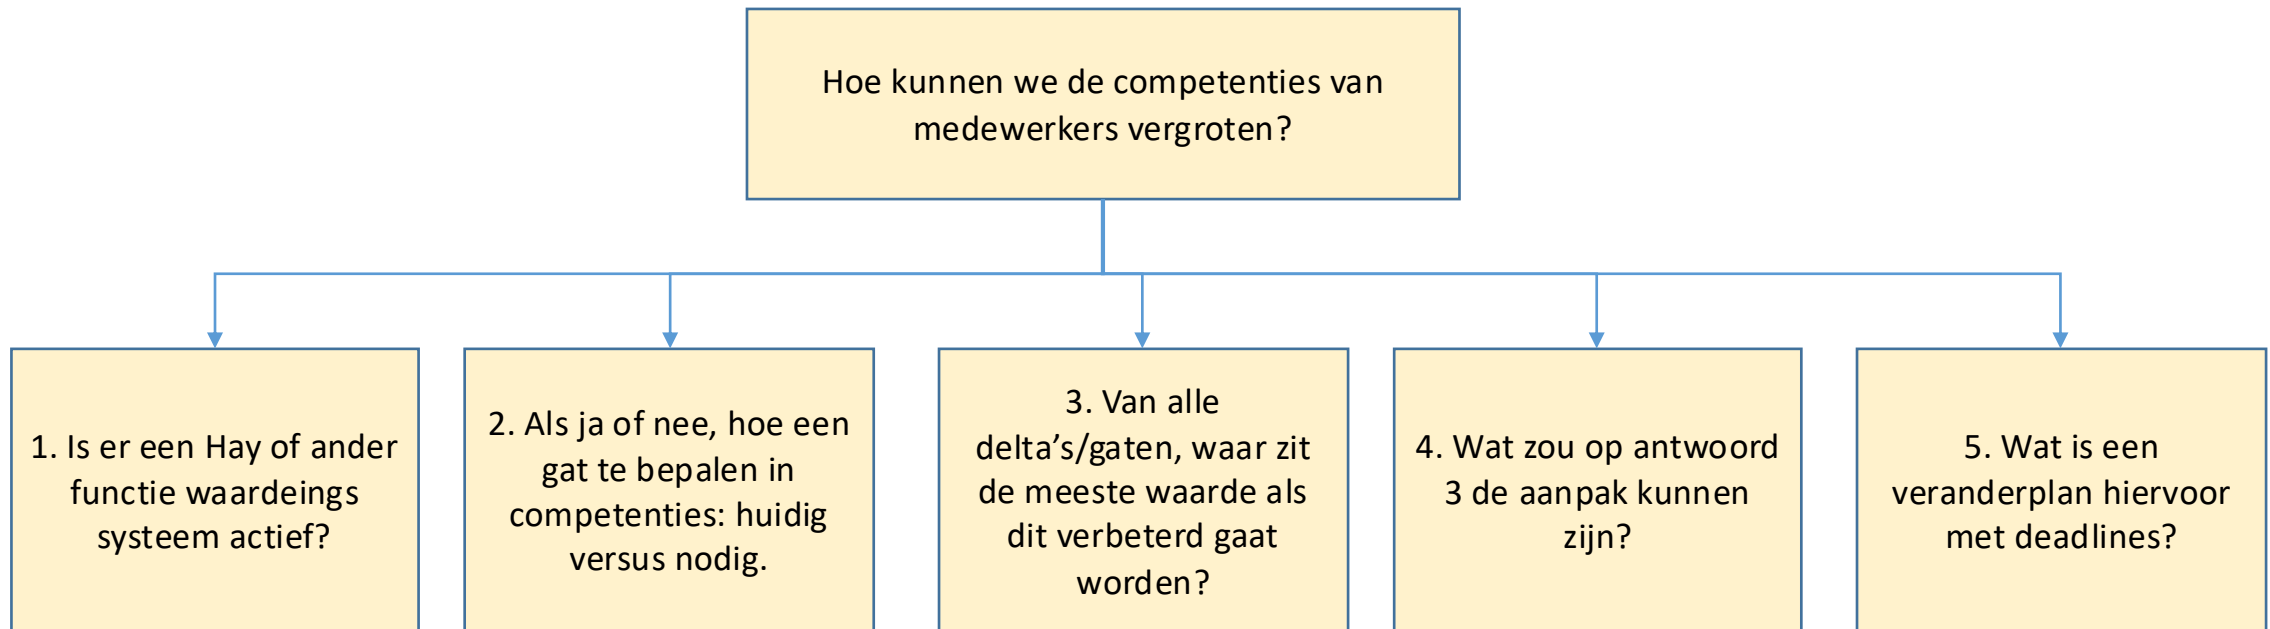 Hoe kunnen we de competenties van
medewerkers vergroten?
1. Is er een Hay of ander
functie waardeings
systeem actief?
2. Als ja of nee, hoe een
gat te bepalen in
competenties: huidig
versus nodig.
3. Van alle
delta’s/gaten, waar zit
de meeste waarde als
dit verbeterd gaat
worden?
4. Wat zou op antwoord
3 de aanpak kunnen
zijn?
5. Wat is een
veranderplan hiervoor
met deadlines?